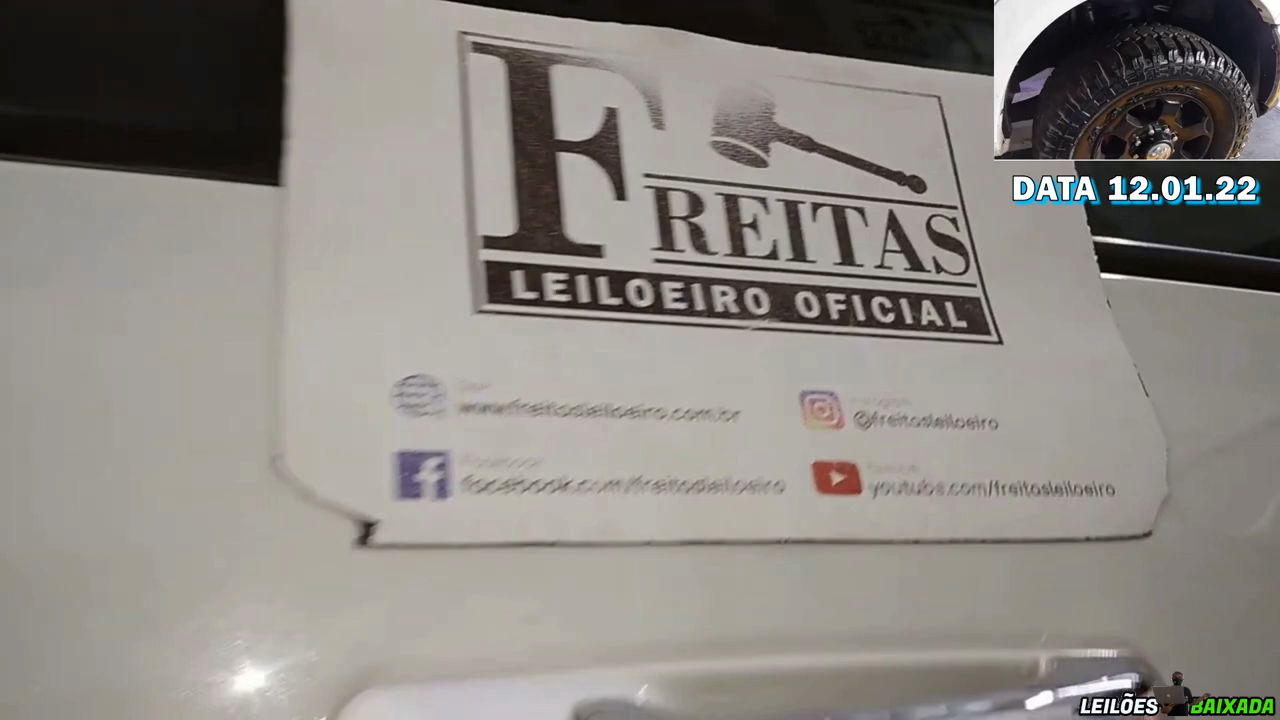 FREITAS
LEILOEIRO OFICIAL
www.freitasleiloeiro.com.br
@freitasleiloeiro
facebook.com/freitasleiloeiro
youtube.com/freitasleiloeiro
DATA 12.01.22
LEILÕES BAIXADA